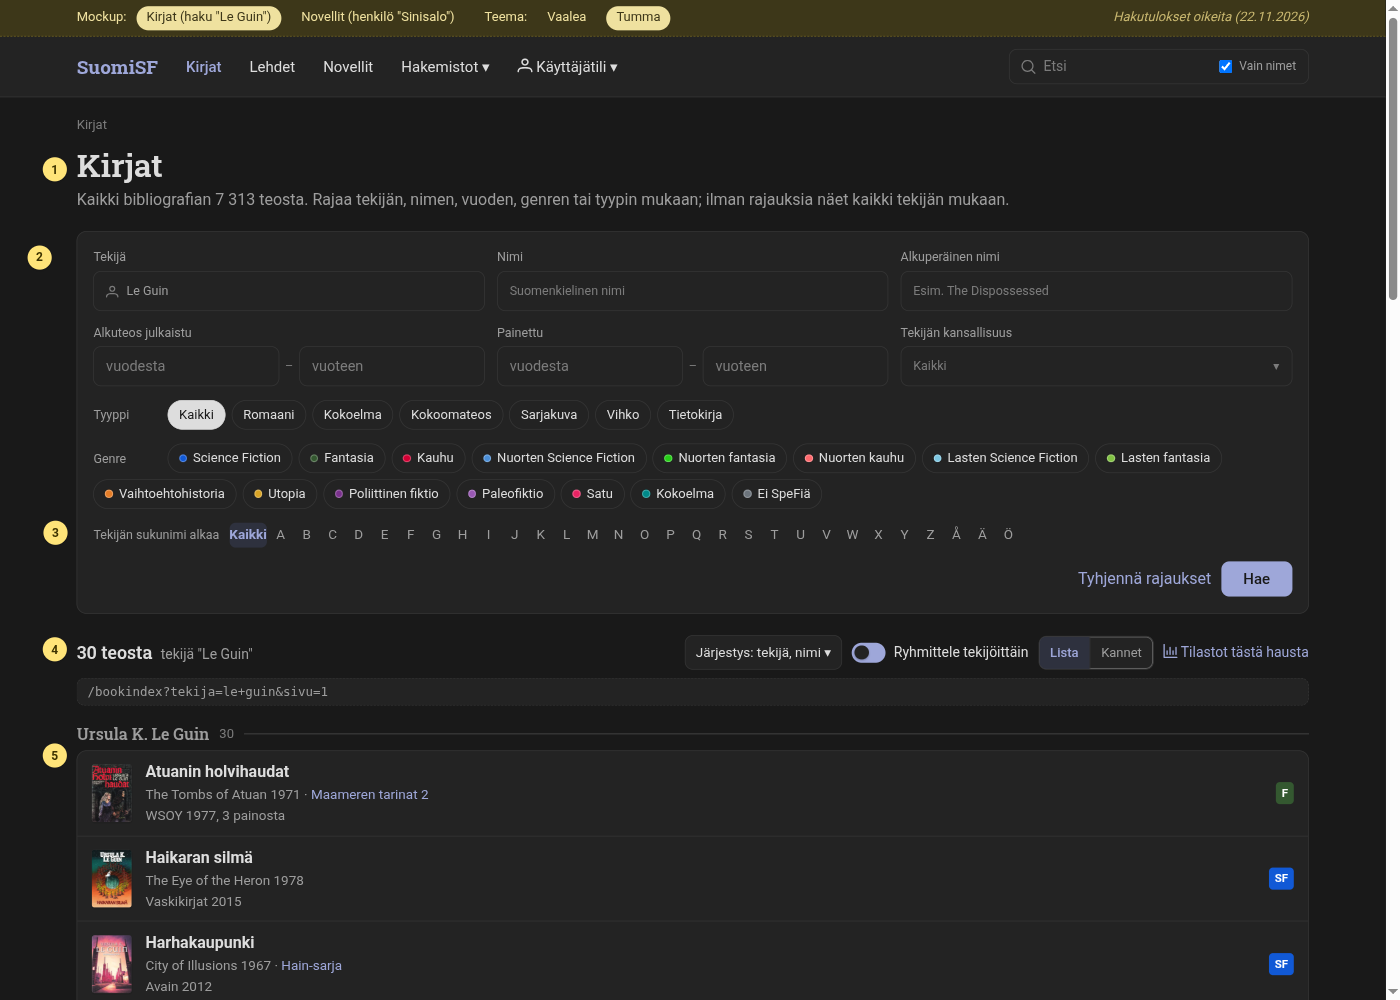 Mockup: Kirjat (haku "Le Guin") Novellit (henkilö "Sinisalo") Teema: Vaalea Tumma Hakutulokset oikeita (22.11.2026)
SuomiSF Kirjat Lehdet Novellit Hakemistot ▾ Käyttäjätili ▾ Etsi Vain nimet
Kirjat
1 Kirjat
Kaikki bibliografian 7 313 teosta. Rajaa tekijän, nimen, vuoden, genren tai tyypin mukaan; ilman rajauksia näet kaikki tekijän mukaan.
2 Tekijä Nimi Alkuperäinen nimi
Le Guin Suomenkielinen nimi Esim. The Dispossessed
Alkuteos julkaistu Painettu Tekijän kansallisuus
vuodesta – vuoteen vuodesta – vuoteen Kaikki ▾
Tyyppi Kaikki Romaani Kokoelma Kokoomateos Sarjakuva Vihko Tietokirja
Genre Science Fiction Fantasia Kauhu Nuorten Science Fiction Nuorten fantasia Nuorten kauhu Lasten Science Fiction Lasten fantasia
Vaihtoehtohistoria Utopia Poliittinen fiktio Paleofiktio Satu Kokoelma Ei SpeFiä
3 Tekijän sukunimi alkaa Kaikki A B C D E F G H I J K L M N O P Q R S T U V W X Y Z Å Ä Ö
Tyhjennä rajaukset Hae
4 30 teosta tekijä "Le Guin" Järjestys: tekijä, nimi ▾ Ryhmittele tekijöittäin Lista Kannet Tilastot tästä hausta
/bookindex?tekija=le+guin&sivu=1
Ursula K. Le Guin 30
5 Atuanin holvihaudat
The Tombs of Atuan 1971 · Maameren tarinat 2
WSOY 1977, 3 painosta
F
Haikaran silmä
The Eye of the Heron 1978
Vaskikirjat 2015
SF
Harhakaupunki
City of Illusions 1967 · Hain-sarja
Avain 2012
SF